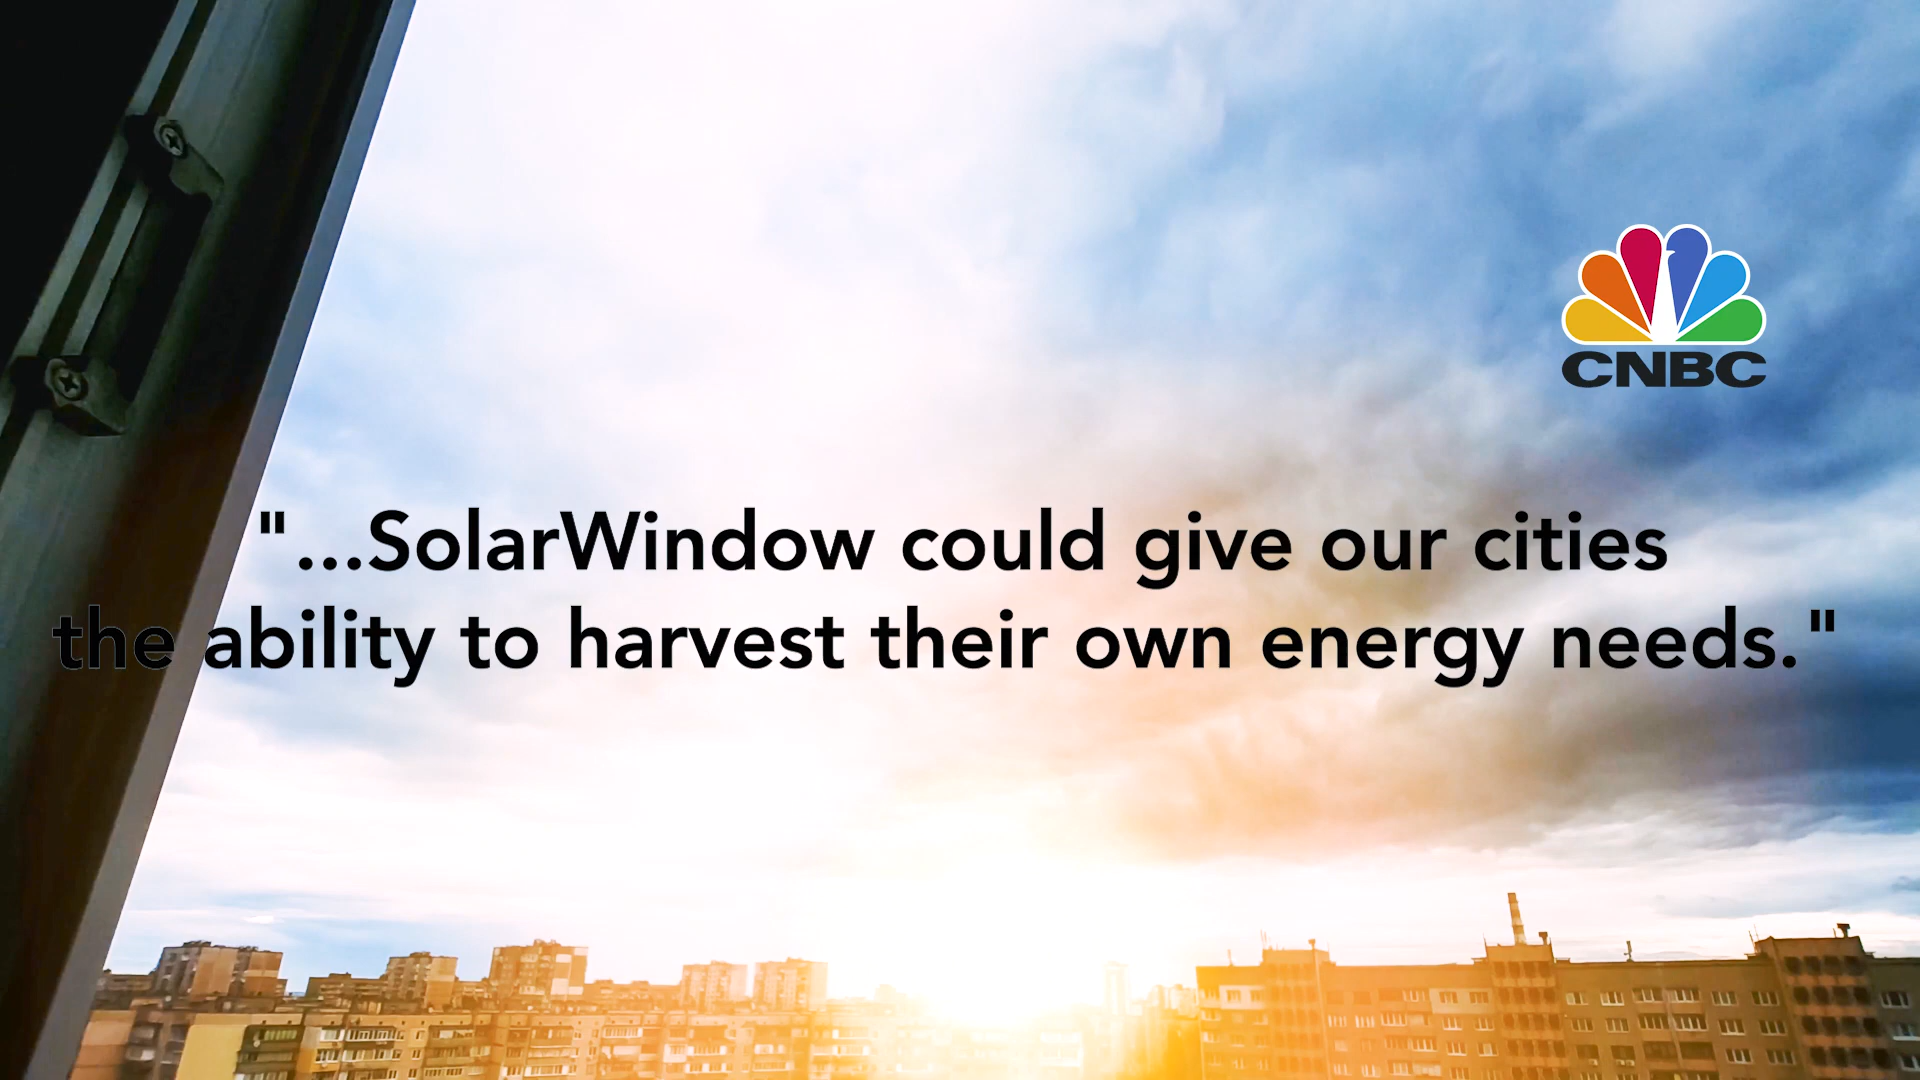 CNBC
"...SolarWindow could give our cities
the ability to harvest their own energy needs."